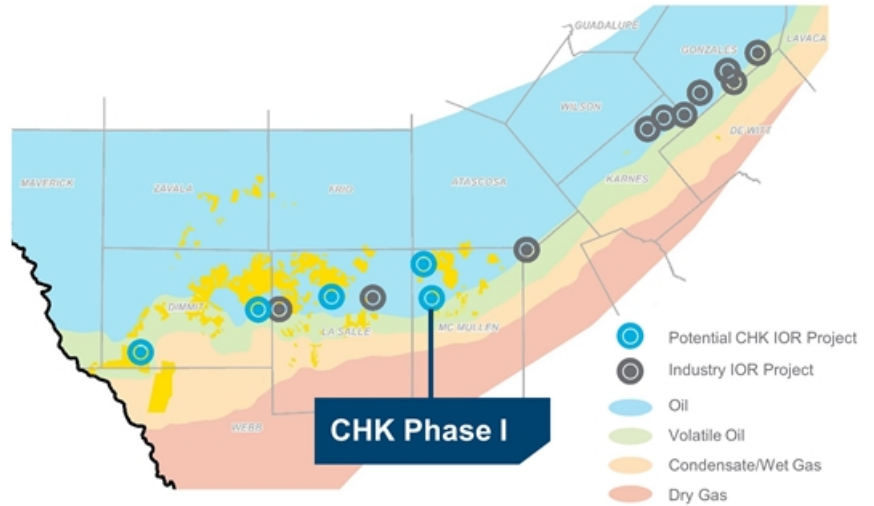 GUADALUPE
GONZALES
LAVACA
WILSON
DE WITT
MAVERICK
ZAVALA
FRIO
ATASCOSA
KARNES
DIMMIT
LA SALLE
MC MULLEN
WEBB
CHK Phase I
Potential CHK IOR Project
Industry IOR Project
Oil
Volatile Oil
Condensate/Wet Gas
Dry Gas